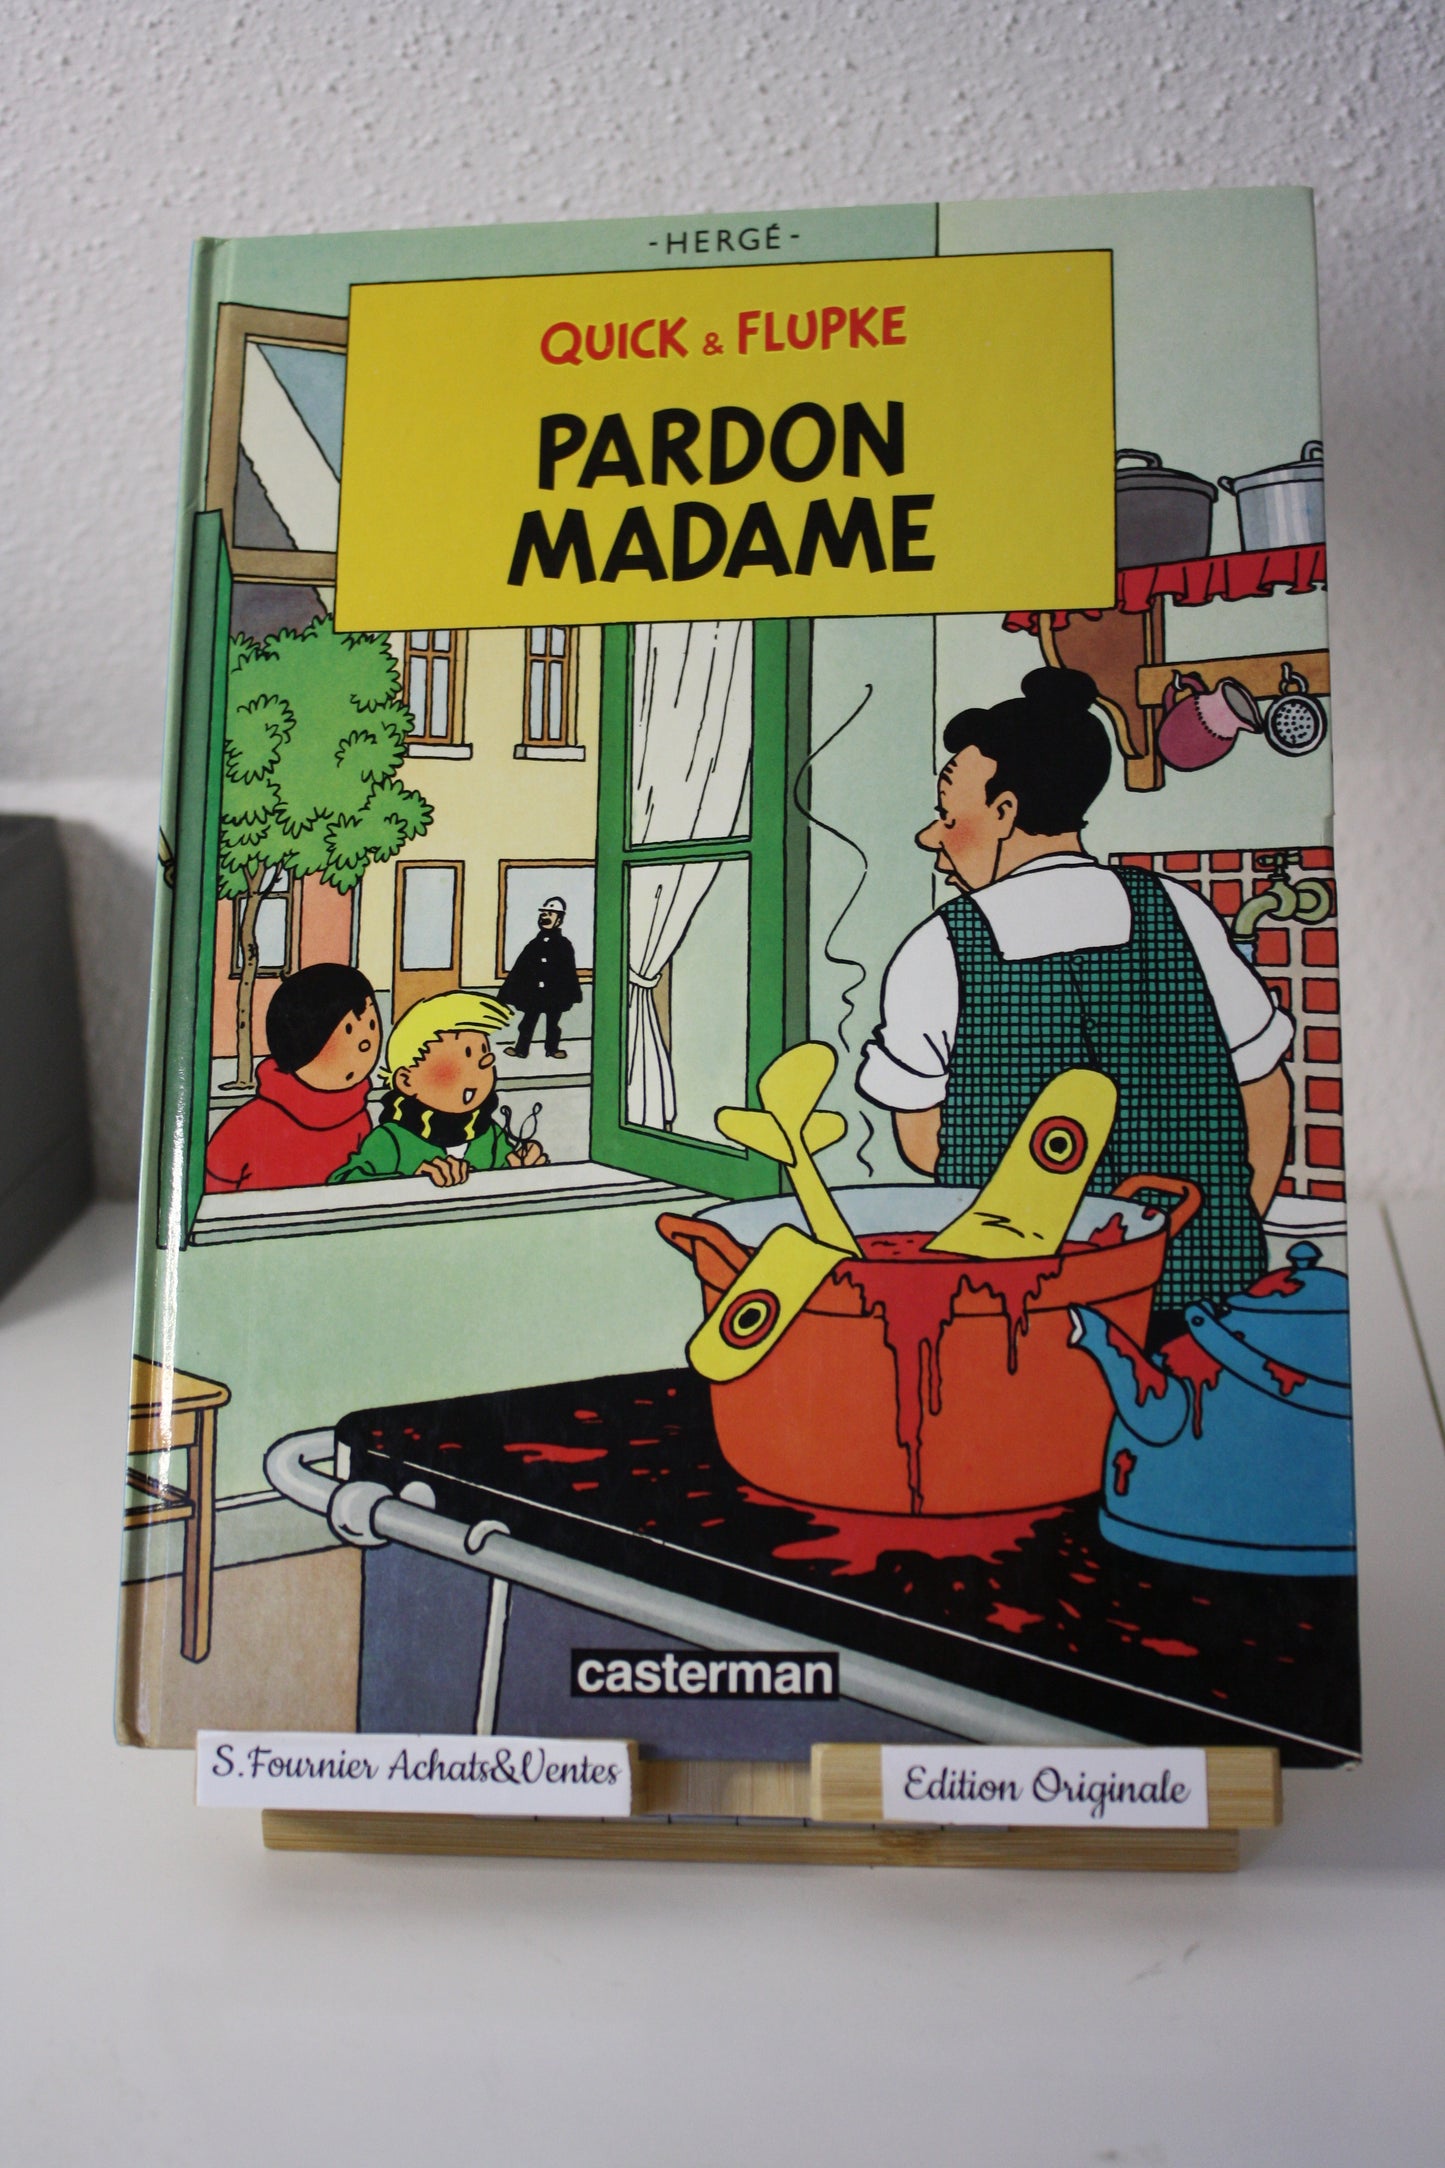 -HERGÉ-
QUICK & FLUPKE
PARDON
MADAME
casterman
S.Fournier Achats&Ventes
Edition Originale